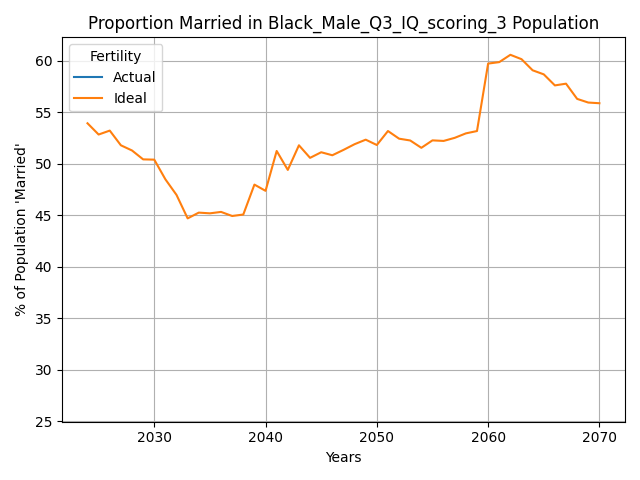 Proportion Married in Black_Male_Q3_IQ_scoring_3 Population
% of Population 'Married'
Fertility
Actual
Ideal
60
55
50
45
40
35
30
25
2030 2040 2050 2060 2070
Years